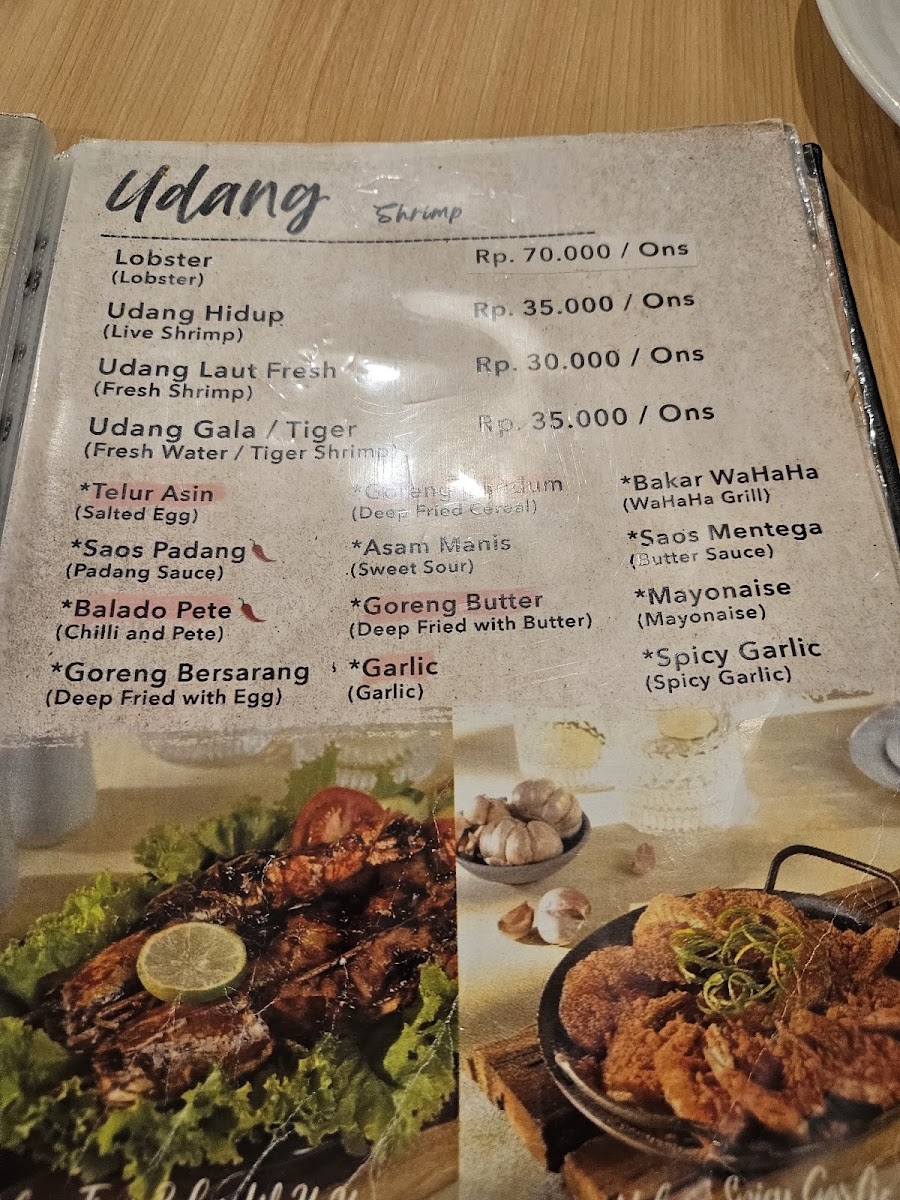 Udang Shrimp
Lobster Rp. 70.000 / Ons
(Lobster)
Udang Hidup Rp. 35.000 / Ons
(Live Shrimp)
Udang Laut Fresh Rp. 30.000 / Ons
(Fresh Shrimp)
Udang Gala / Tiger Rp. 35.000 / Ons
(Fresh Water / Tiger Shrimp)
*Telur Asin
(Salted Egg)
*Saos Padang
(Padang Sauce)
*Balado Pete
(Chilli and Pete)
*Goreng Bersarang
(Deep Fried with Egg)
*Goreng
(Deep Fried Cereal)
*Asam Manis
(Sweet Sour)
*Goreng Butter
(Deep Fried with Butter)
*Garlic
(Garlic)
*Bakar WaHaHa
(WaHaHa Grill)
*Saos Mentega
(Butter Sauce)
*Mayonaise
(Mayonaise)
*Spicy Garlic
(Spicy Garlic)